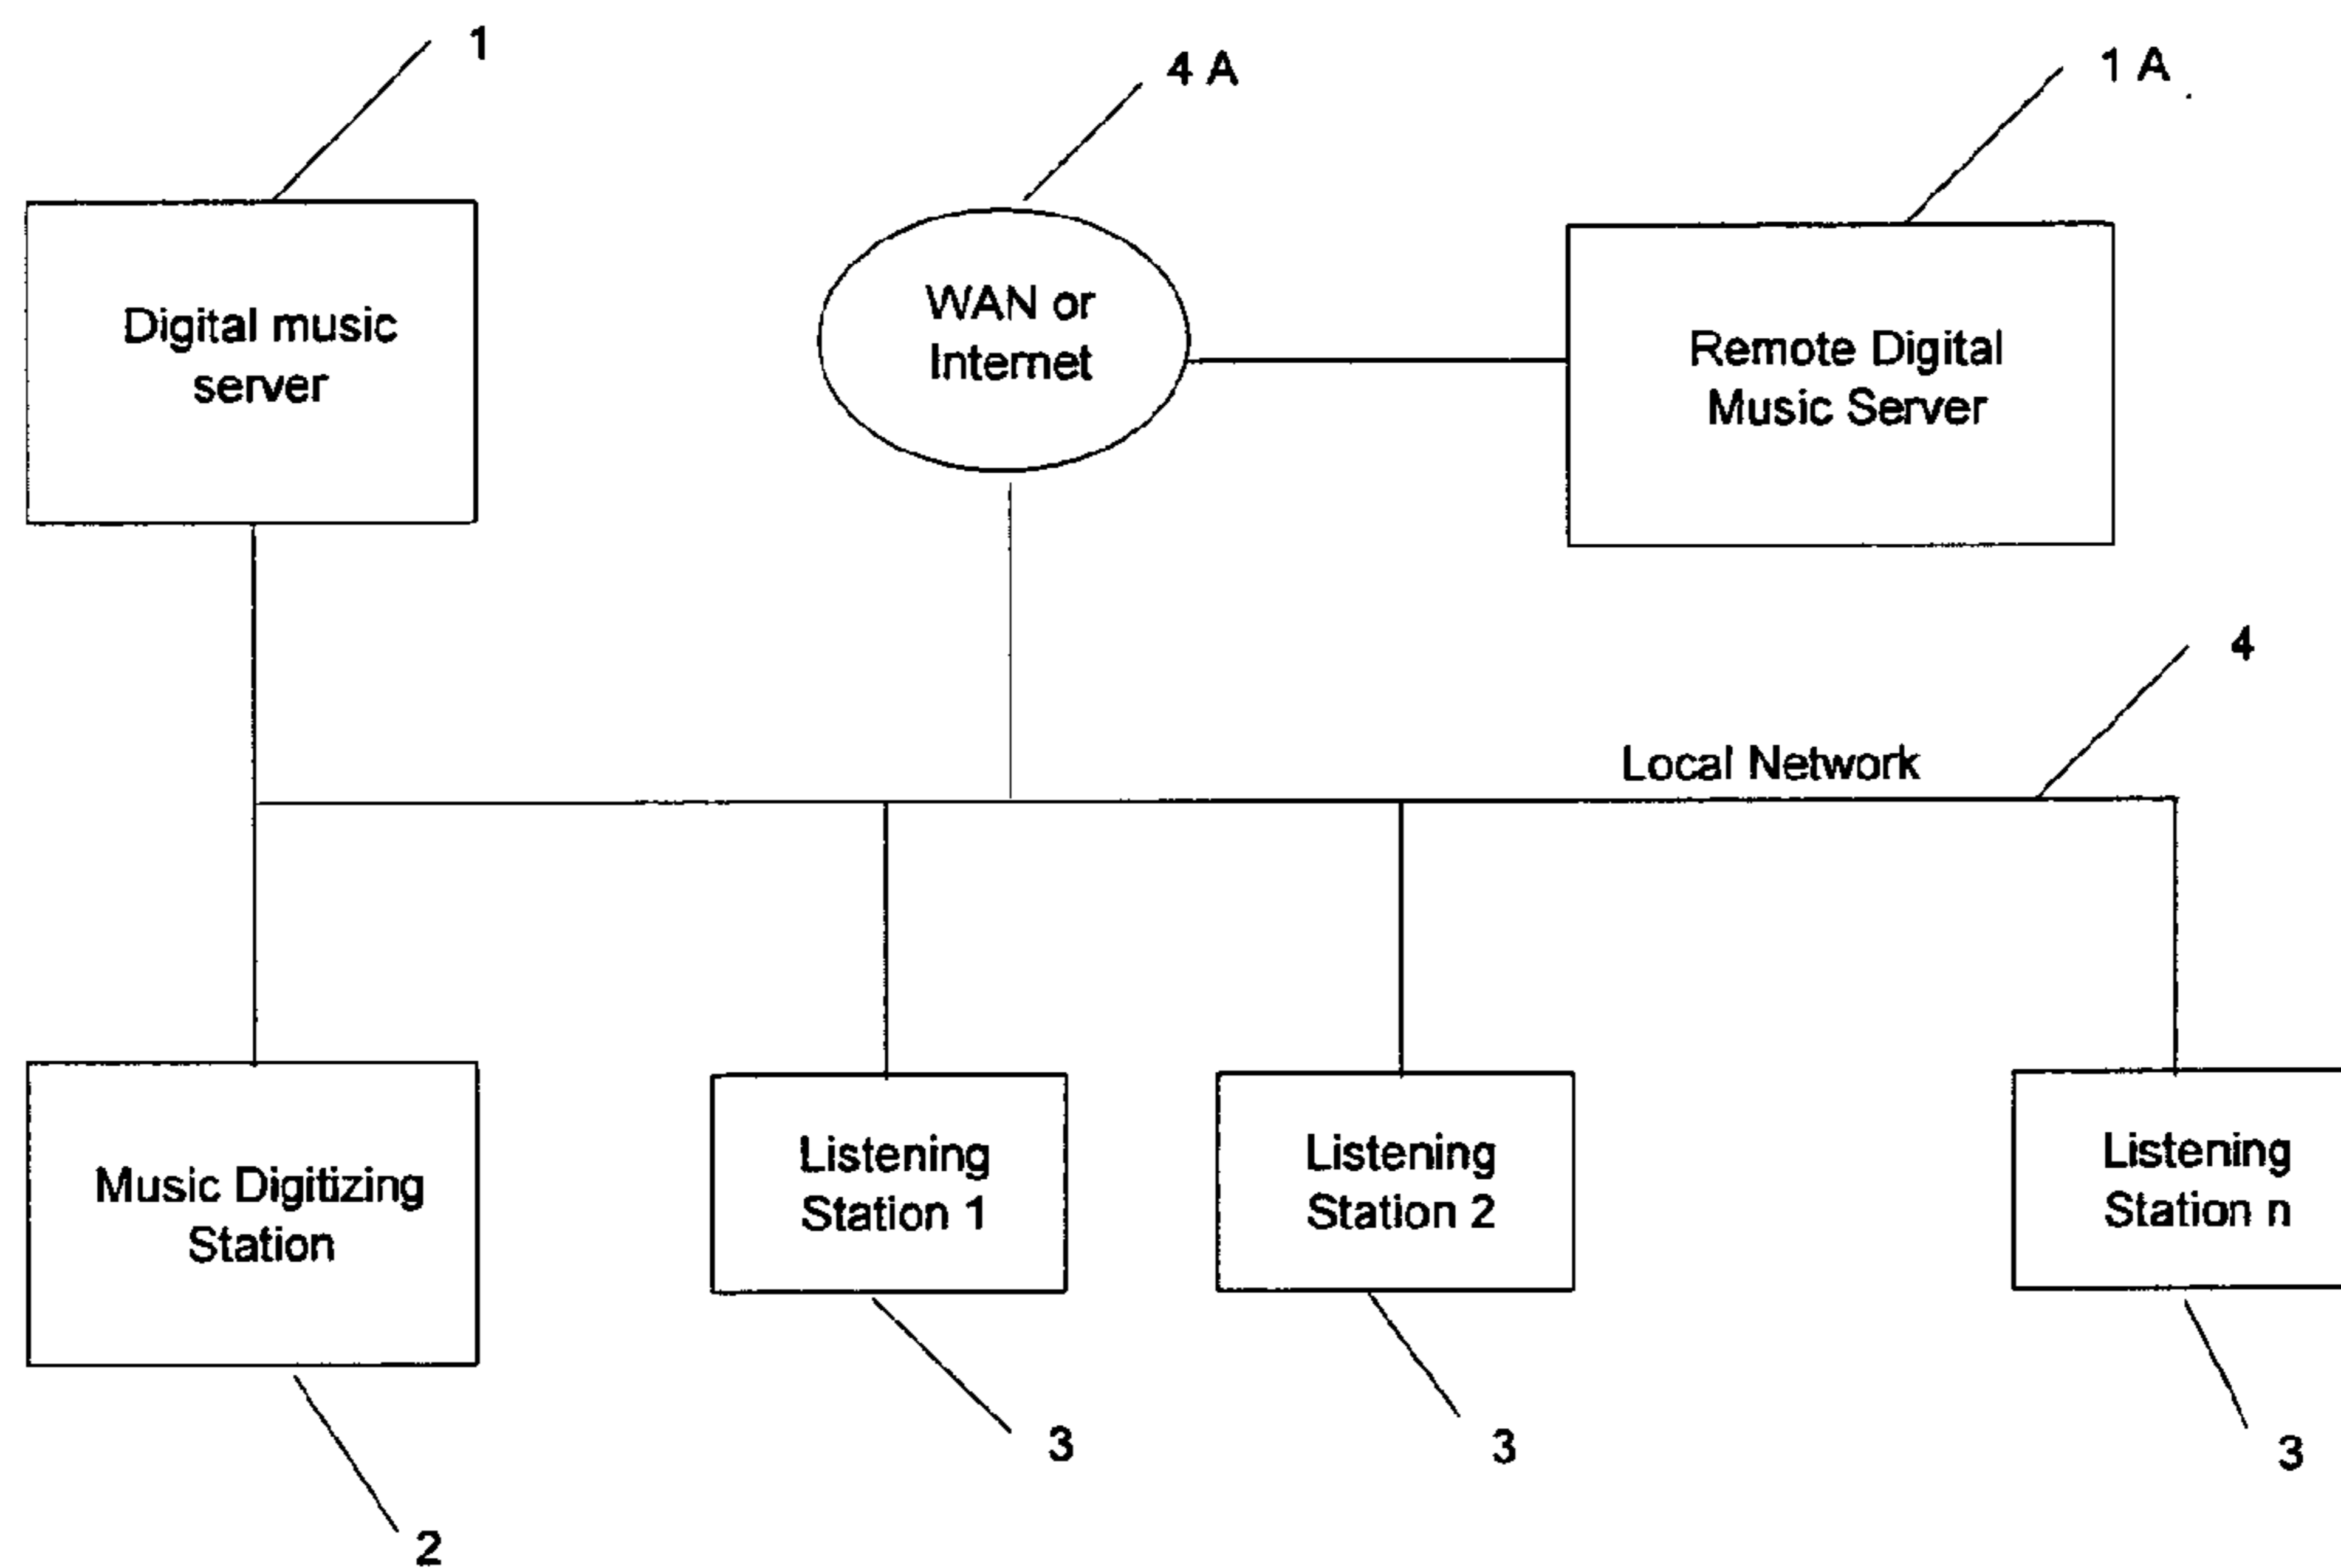 1
4 A
1 A
Digital music
server
WAN or
Internet
Remote Digital
Music Server
4
Local Network
Music Digitizing
Station
Listening
Station 1
Listening
Station 2
Listening
Station n
3
3
3
2